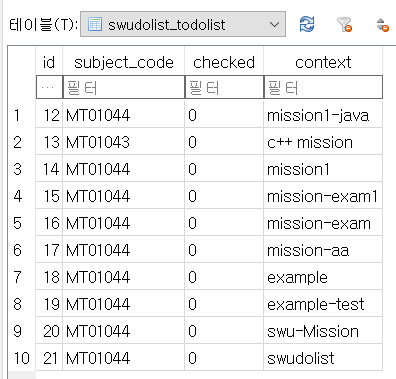 테이블(T): swudolist_todolist
id subject_code checked context
... 필터 필터 필터
1 12 MT01044 0 mission1-java
2 13 MT01043 0 c++ mission
3 14 MT01044 0 mission1
4 15 MT01044 0 mission-exam1
5 16 MT01044 0 mission-exam
6 17 MT01044 0 mission-aa
7 18 MT01044 0 example
8 19 MT01044 0 example-test
9 20 MT01044 0 swu-Mission
10 21 MT01044 0 swudolist